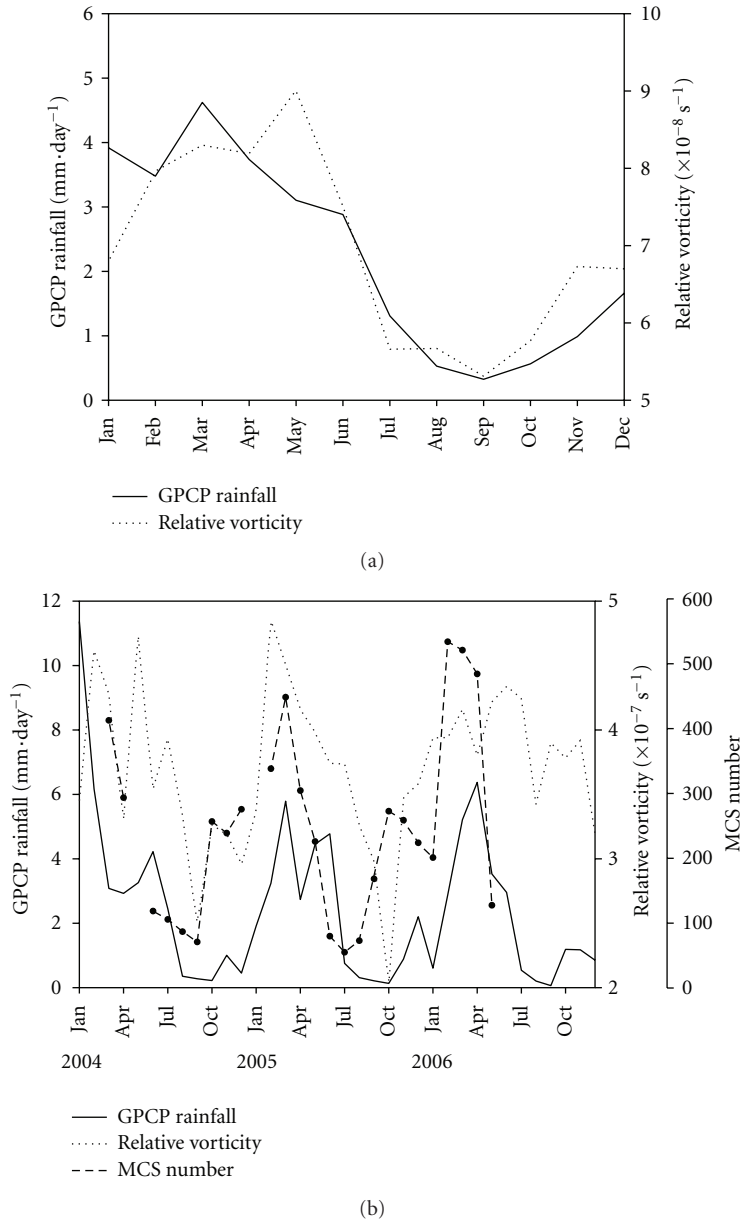 6
5
4
3
2
1
0
GPCP rainfall (mm·day⁻¹)
10
9
8
7
6
5
Relative vorticity (×10⁻⁸ s⁻¹)
Jan
Feb
Mar
Apr
May
Jun
Jul
Aug
Sep
Oct
Nov
Dec
GPCP rainfall
Relative vorticity
(a)
12
10
8
6
4
2
0
GPCP rainfall (mm·day⁻¹)
5
4
3
2
Relative vorticity (×10⁻⁷ s⁻¹)
600
500
400
300
200
100
0
MCS number
Jan
Apr
Jul
Oct
Jan
Apr
Jul
Oct
Jan
Apr
Jul
Oct
2004
2005
2006
GPCP rainfall
Relative vorticity
MCS number
(b)